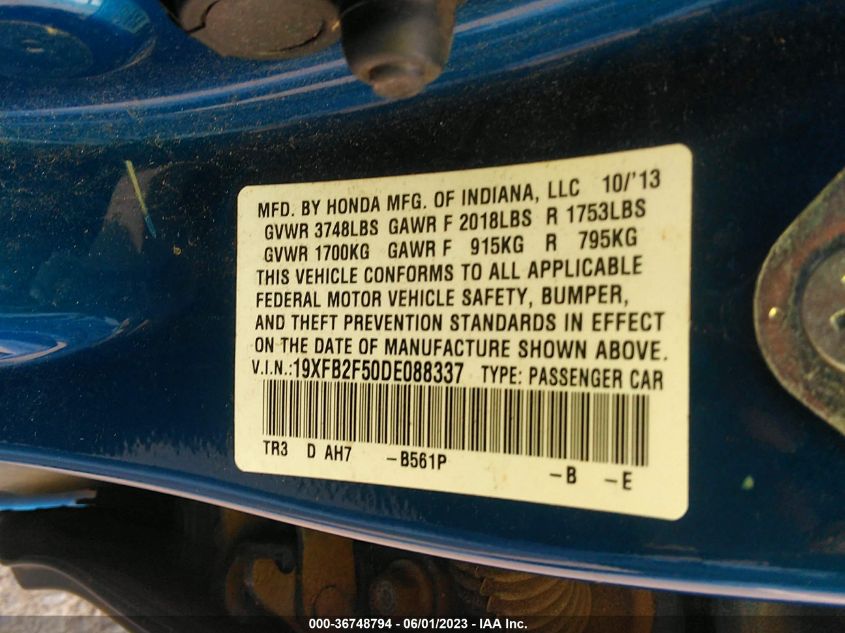 MFD. BY HONDA MFG. OF INDIANA, LLC 10/'13
GVWR 3748LBS GAWR F 2018LBS R 1753LBS
GVWR 1700KG GAWR F 915KG R 795KG
THIS VEHICLE CONFORMS TO ALL APPLICABLE
FEDERAL MOTOR VEHICLE SAFETY, BUMPER,
AND THEFT PREVENTION STANDARDS IN EFFECT
ON THE DATE OF MANUFACTURE SHOWN ABOVE.
V.I.N.:19XFB2F50DE088337 TYPE: PASSENGER CAR
TR3 D AH7 -B561P -B -E
000-36748794 - 06/01/2023 - IAA Inc.